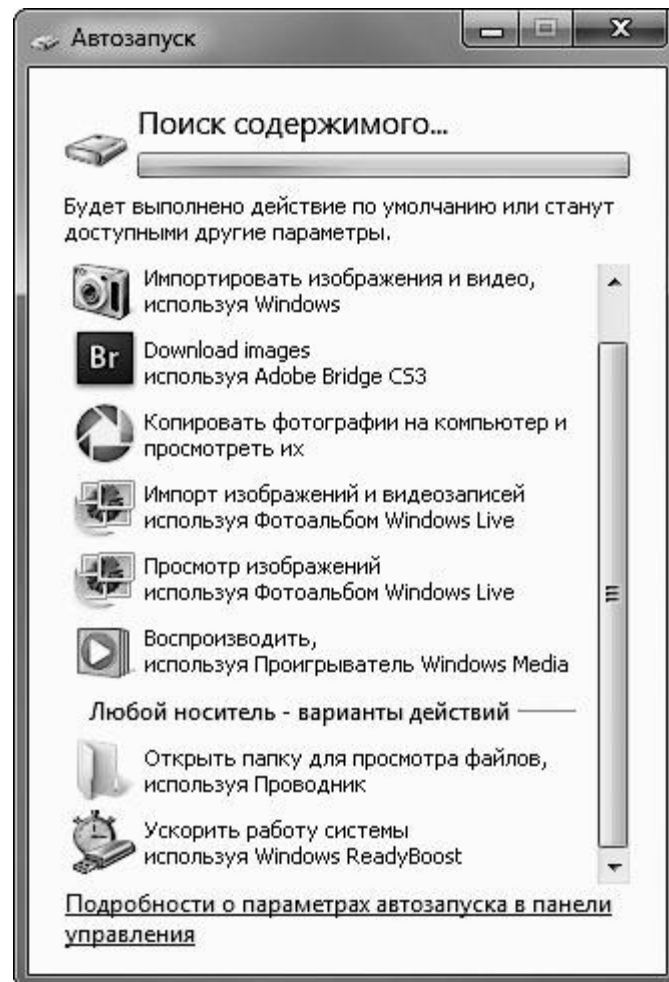 Автозапуск
Поиск содержимого...
Будет выполнено действие по умолчанию или станут
доступными другие параметры.
Импортировать изображения и видео,
используя Windows
Br
Download images
используя Adobe Bridge CS3
Копировать фотографии на компьютер и
просмотреть их
Импорт изображений и видеозаписей
используя Фотоальбом Windows Live
Просмотр изображений
используя Фотоальбом Windows Live
Воспроизводить,
используя Проигрыватель Windows Media
Любой носитель - варианты действий
Открыть папку для просмотра файлов,
используя Проводник
Ускорить работу системы
используя Windows ReadyBoost
Подробности о параметрах автозапуска в панели
управления